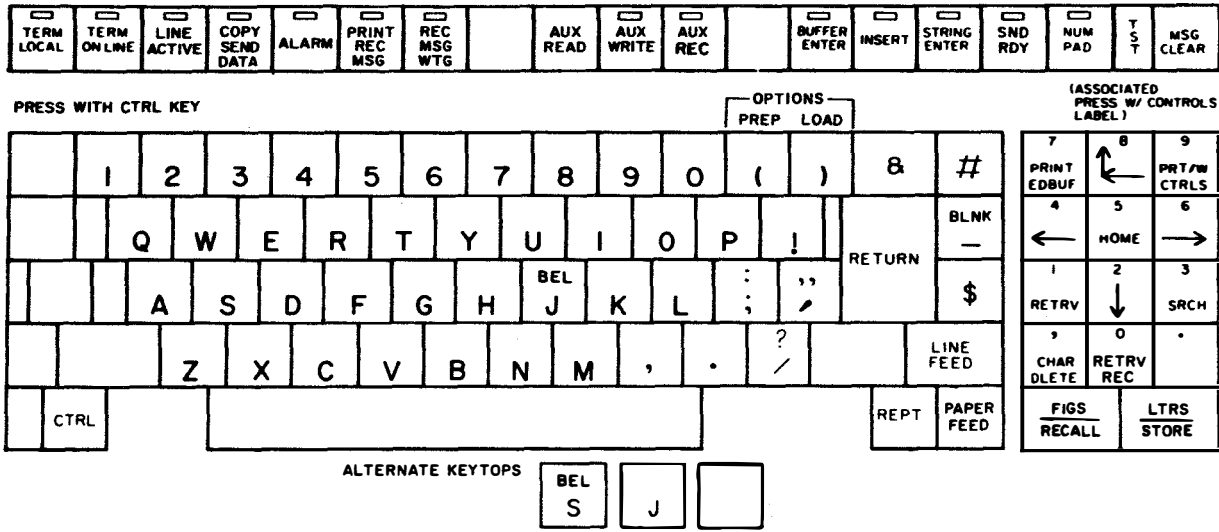 TERM LOCAL
TERM ON LINE
LINE ACTIVE
COPY SEND DATA
ALARM
PRINT REC MSG
REC MSG WTG
AUX READ
AUX WRITE
AUX REC
BUFFER ENTER
INSERT
STRING ENTER
SND RDY
NUM PAD
TST
MSG CLEAR
PRESS WITH CTRL KEY
OPTIONS
PREP LOAD
(ASSOCIATED
PRESS W/ CONTROLS
LABEL)
1 2 3 4 5 6 7 8 9 0 ( ) & #
Q W E R T Y U I O P ! RETURN BLNK —
A S D F G H BEL J K L : ; ,, ' $
Z X C V B N M , . ? / LINE FEED
CTRL REPT PAPER FEED
7 PRINT EDBUF
8
9 PRT/W CTRLS
4 ←
5 HOME
6 →
1 RETRV
2 ↓
3 SRCH
, CHAR DLETE
0 RETRV REC
.
FIGS RECALL
LTRS STORE
ALTERNATE KEYTOPS
BEL S
J